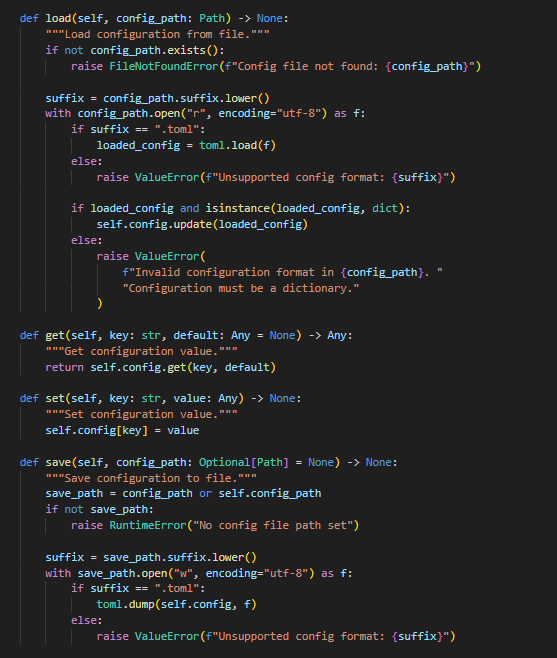 def load(self, config_path: Path) -> None:
    """Load configuration from file."""
    if not config_path.exists():
        raise FileNotFoundError(f"Config file not found: {config_path}")

    suffix = config_path.suffix.lower()
    with config_path.open("r", encoding="utf-8") as f:
        if suffix == ".toml":
            loaded_config = toml.load(f)
        else:
            raise ValueError(f"Unsupported config format: {suffix}")

        if loaded_config and isinstance(loaded_config, dict):
            self.config.update(loaded_config)
        else:
            raise ValueError(
                f"Invalid configuration format in {config_path}. "
                "Configuration must be a dictionary."
            )

def get(self, key: str, default: Any = None) -> Any:
    """Get configuration value."""
    return self.config.get(key, default)

def set(self, key: str, value: Any) -> None:
    """Set configuration value."""
    self.config[key] = value

def save(self, config_path: Optional[Path] = None) -> None:
    """Save configuration to file."""
    save_path = config_path or self.config_path
    if not save_path:
        raise RuntimeError("No config file path set")

    suffix = save_path.suffix.lower()
    with save_path.open("w", encoding="utf-8") as f:
        if suffix == ".toml":
            toml.dump(self.config, f)
        else:
            raise ValueError(f"Unsupported config format: {suffix}")